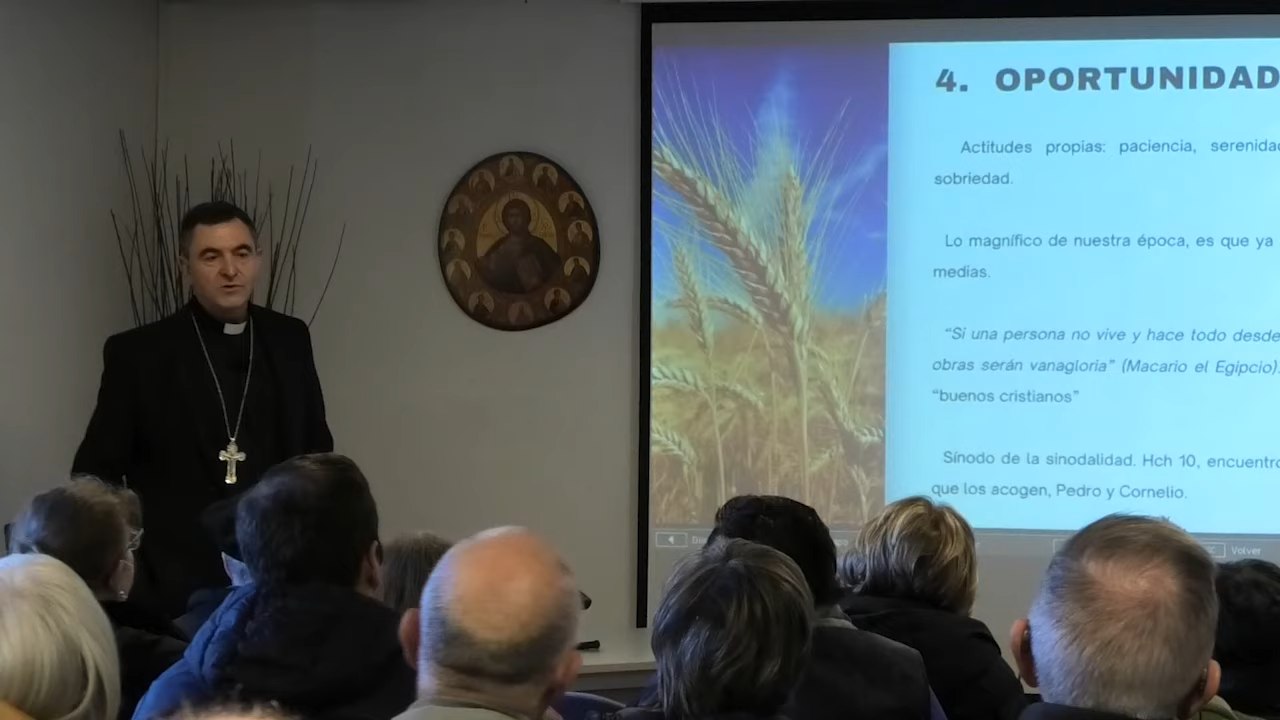 4. OPORTUNIDAD
Actitudes propias: paciencia, serenidad
sobriedad.
Lo magnífico de nuestra época, es que ya
medias.
"Si una persona no vive y hace todo desde
obras serán vanagloria" (Macario el Egipcio).
"buenos cristianos"
Sínodo de la sinodalidad. Hch 10, encuentro
que los acogen, Pedro y Cornelio.
Volver